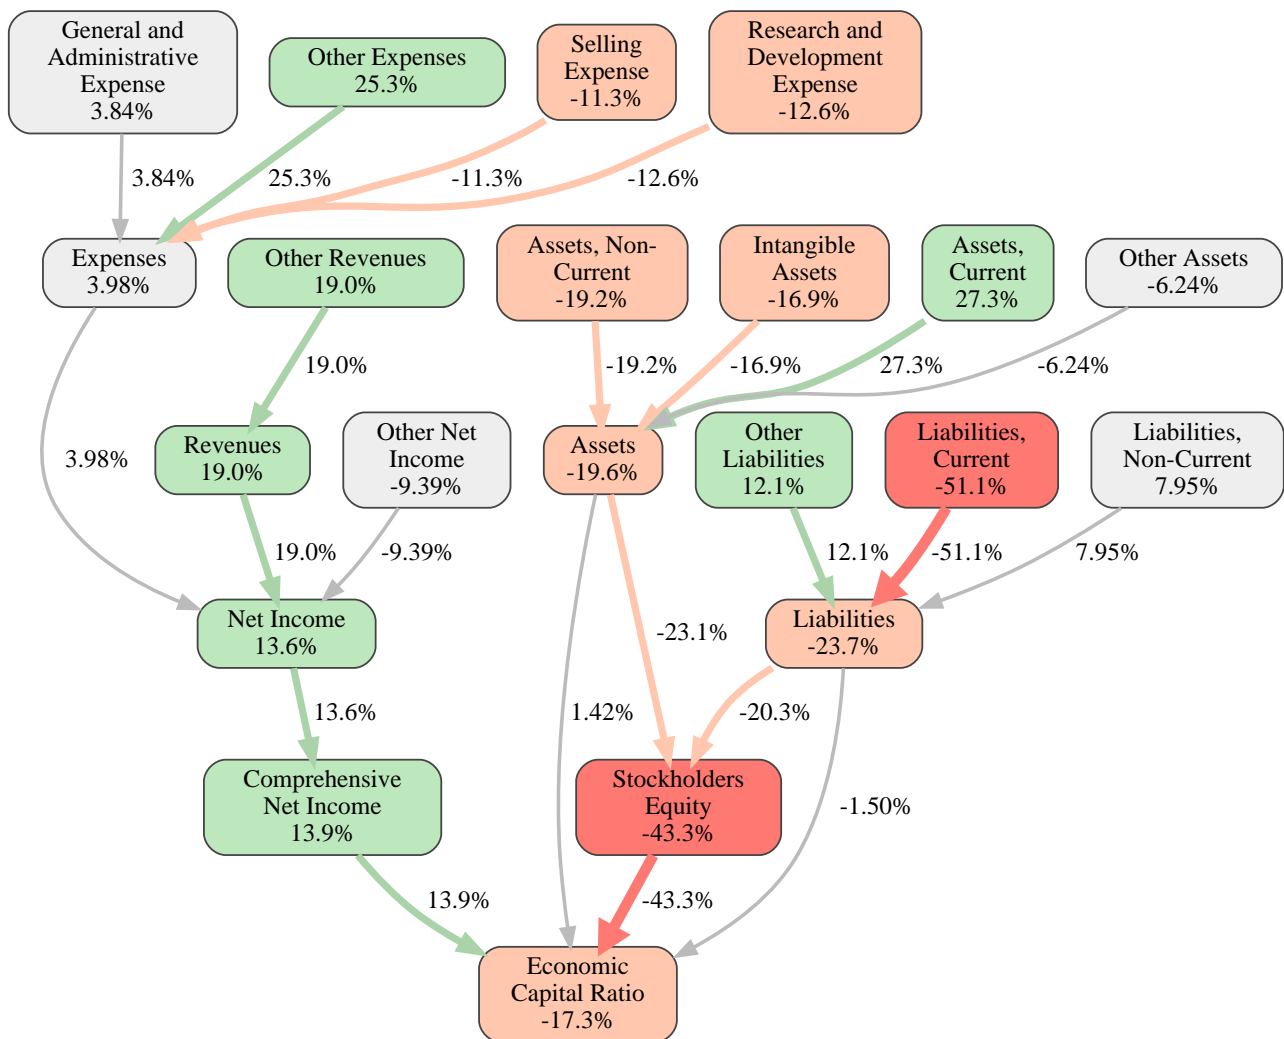 General and
Administrative
Expense
3.84%
Other Expenses
25.3%
Selling
Expense
-11.3%
Research and
Development
Expense
-12.6%
3.84%
25.3%
-11.3%
-12.6%
Expenses
3.98%
Other Revenues
19.0%
Assets, Non-
Current
-19.2%
Intangible
Assets
-16.9%
Assets,
Current
27.3%
Other Assets
-6.24%
19.0%
-19.2%
-16.9%
27.3%
-6.24%
3.98%
Revenues
19.0%
Other Net
Income
-9.39%
Assets
-19.6%
Other
Liabilities
12.1%
Liabilities,
Current
-51.1%
Liabilities,
Non-Current
7.95%
19.0%
-9.39%
12.1%
-51.1%
7.95%
Net Income
13.6%
-23.1%
Liabilities
-23.7%
13.6%
1.42%
-20.3%
Comprehensive
Net Income
13.9%
Stockholders
Equity
-43.3%
-1.50%
13.9%
-43.3%
Economic
Capital Ratio
-17.3%